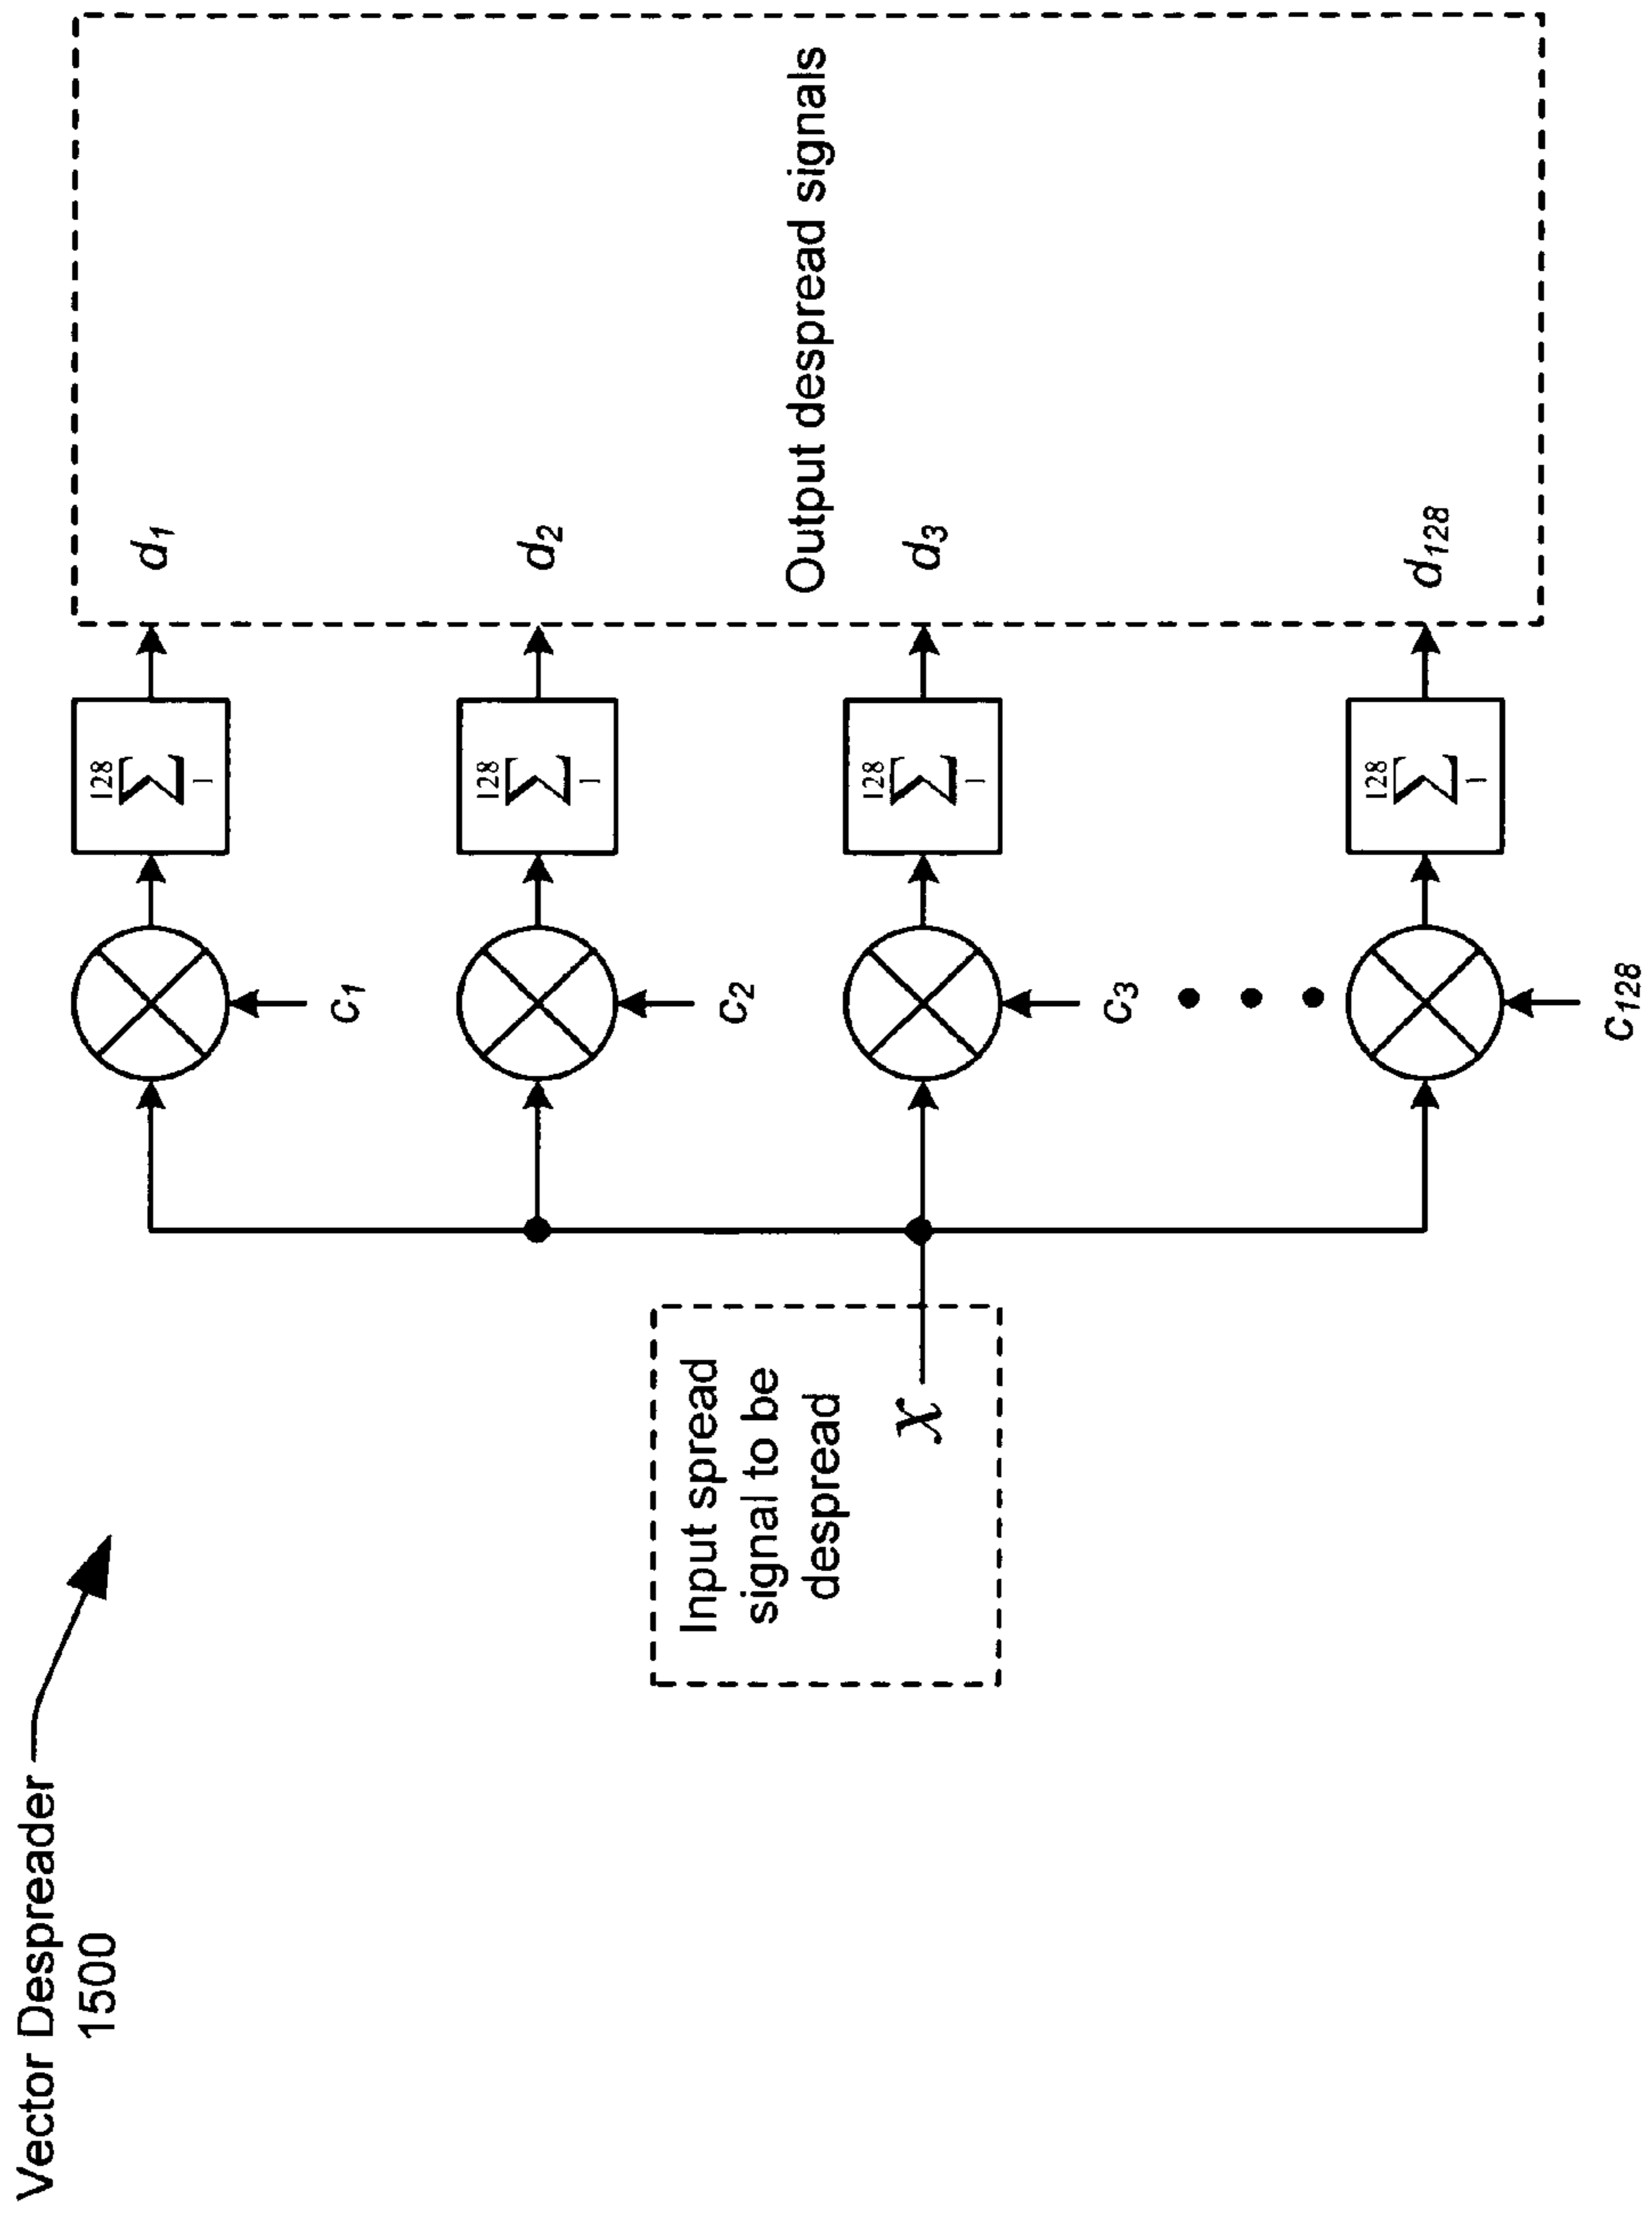 Vector Despreader
1500
Input spread
signal to be
despread
x
c1
c2
c3
c128
128
∑
1
128
∑
1
128
∑
1
128
∑
1
d1
d2
d3
d128
Output despread signals